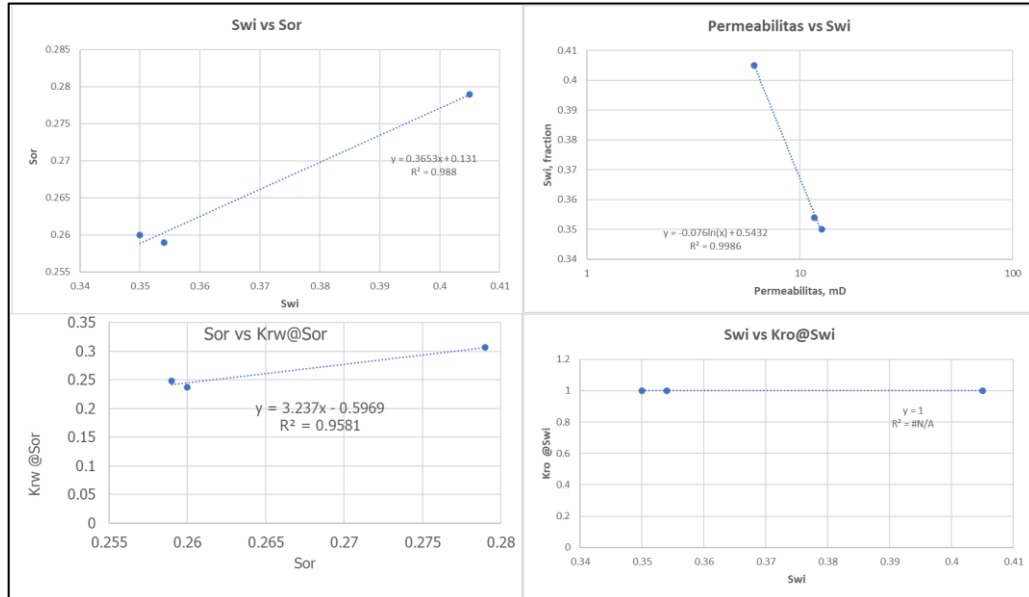 Swi vs Sor
0.285
0.28
0.275
0.27
0.265
0.26
0.255
Sor
y = 0.3653x + 0.131
R² = 0.988
0.34
0.35
0.36
0.37
0.38
0.39
0.4
0.41
Swi
Permeabilitas vs Swi
0.41
0.4
0.39
0.38
0.37
0.36
0.35
0.34
Swi, fraction
y = -0.076ln(x) + 0.5432
R² = 0.9986
1
10
100
Permeabilitas, mD
Sor vs Krw@Sor
0.35
0.3
0.25
0.2
0.15
0.1
0.05
0
Krw @Sor
y = 3.237x - 0.5969
R² = 0.9581
0.255
0.26
0.265
0.27
0.275
0.28
Sor
Swi vs Kro@Swi
1.2
1
0.8
0.6
0.4
0.2
0
Kro @Swi
y = 1
R² = #N/A
0.34
0.35
0.36
0.37
0.38
0.39
0.4
0.41
Swi